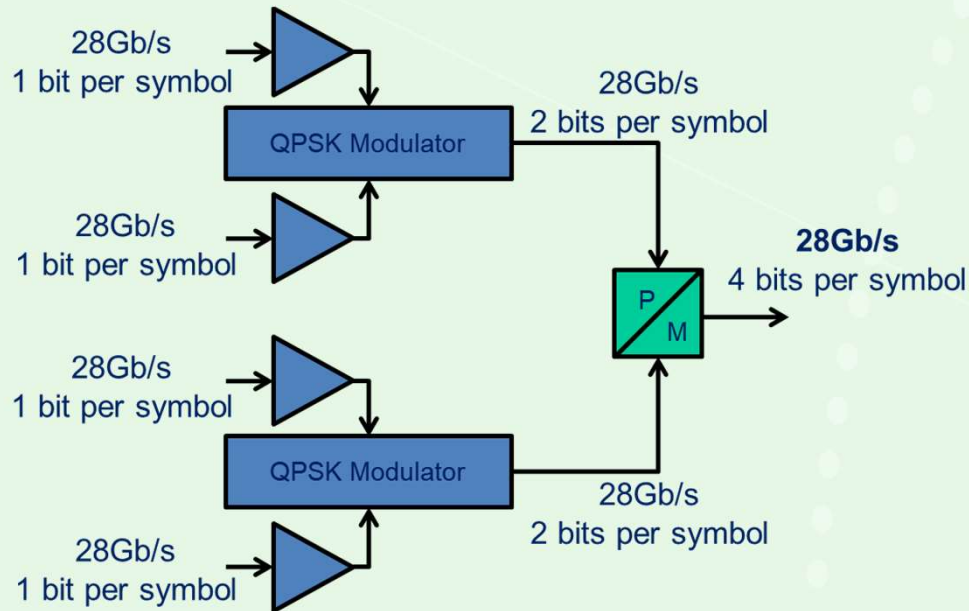 28Gb/s
1 bit per symbol
QPSK Modulator
28Gb/s
2 bits per symbol
28Gb/s
1 bit per symbol
P
M
28Gb/s
4 bits per symbol
28Gb/s
1 bit per symbol
QPSK Modulator
28Gb/s
2 bits per symbol
28Gb/s
1 bit per symbol